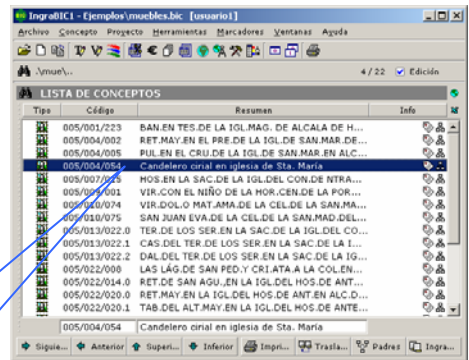 IngraBIC1 - Ejemplos\muebles.bic [usuario1]
Archivo Concepto Proyecto Herramientas Marcadores Ventanas Ayuda
.\mue\.. 4 / 22 Edición
LISTA DE CONCEPTOS
Tipo Código Resumen Info
005/001/223 BAN.EN TES.DE LA IGL.MAG. DE ALCALA DE H...
005/004/002 RET.MAY.EN EL PRE.DE LA IGL.DE SAN.MAR.DE...
005/004/005 PUL.EN EL CRU.DE LA IGL.DE SAN.MAR.EN ALC...
005/004/054 Candelero cirial en iglesia de Sta. María
005/007/015 HOS.EN LA SAC.DE LA IGL.DEL CON.DE NTRA...
005/009/001 VIR.CON EL NIÑO DE LA HOR.CEN.DE LA POR...
005/010/074 VIR.DOL.O MAT.AMA.DE LA CEL.DE LA SAN.MA...
005/010/075 SAN JUAN EVA.DE LA CEL.DE LA SAN.MAD.DEL...
005/013/022.0 TER.DE LOS SER.EN LA SAC.DE LA IGL.DEL CO...
005/013/022.1 CAS.DEL TER.DE LOS SER.EN LA SAC.DE LA I...
005/013/022.2 DAL.DEL TER.DE LOS SER.EN LA SAC.DE LA IG...
005/022/008 LAS LÁG.DE SAN PED.Y CRI.ATA.A LA COL.EN...
005/022/014.0 RET.DE SAN AGU.,EN LA IGL.DEL HOS.DE ANT...
005/022/020.0 RET.MAY.EN LA IGL.DEL HOS.DE ANT.EN ALC.D...
005/022/020.1 TAB.DEL ALT.MAY.EN LA IGL.DEL HOS.DE ANTE...
005/004/054 Candelero cirial en iglesia de Sta. María
Siguie... Anterior Superi... Inferior Impri... Trasla... Padres Ingra...